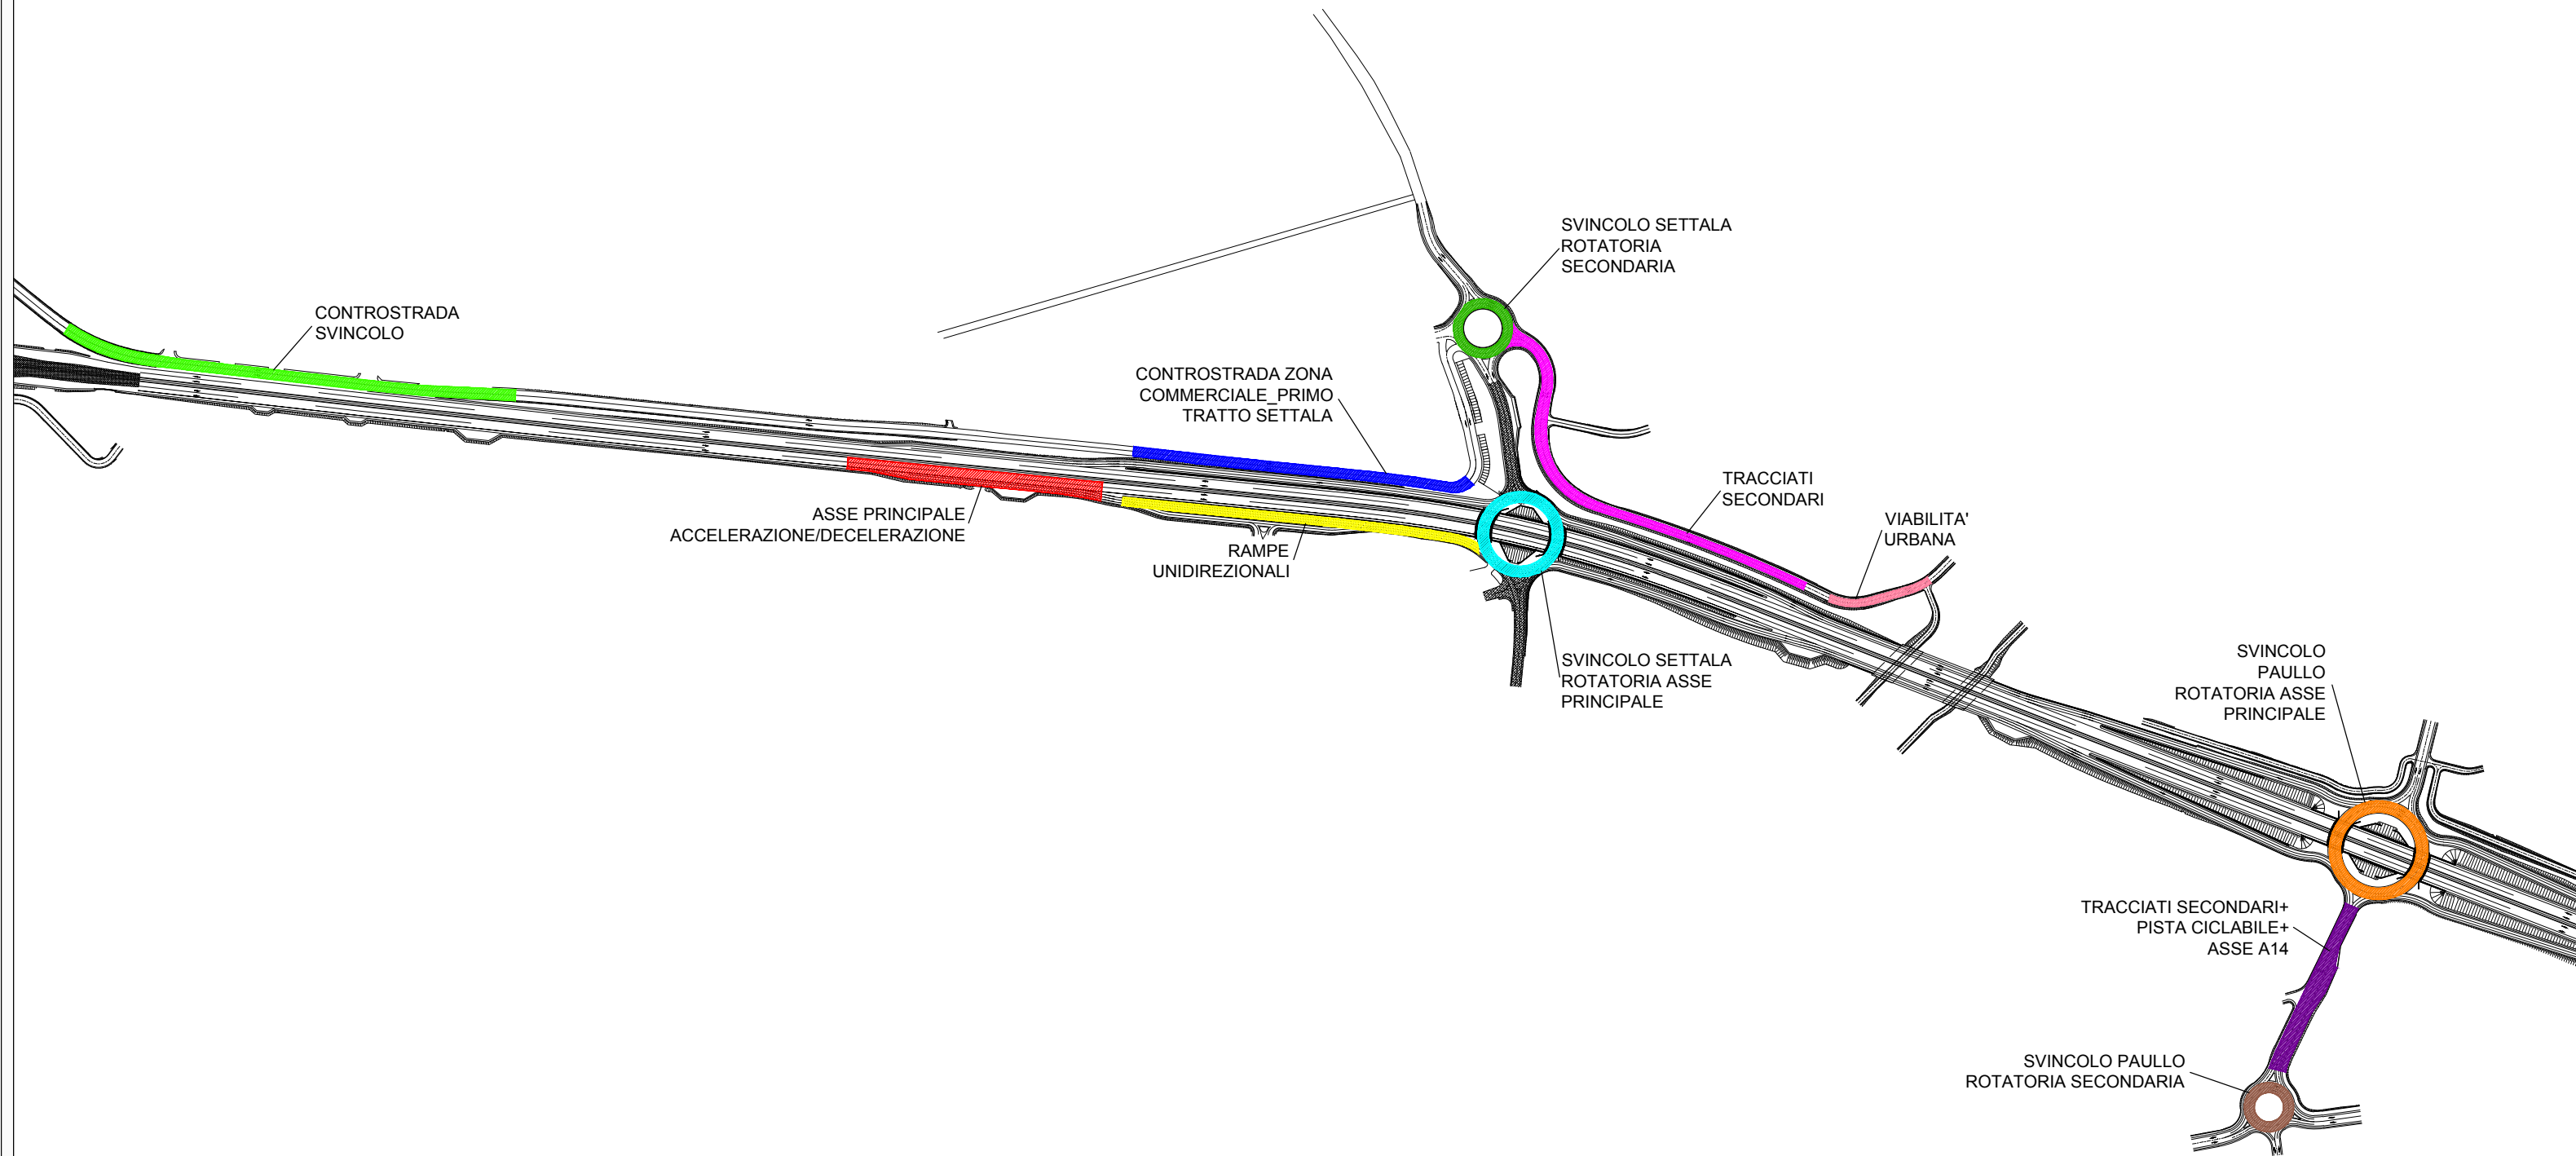 SVINCOLO SETTALA
ROTATORIA
SECONDARIA
CONTROSTRADA
SVINCOLO
CONTROSTRADA ZONA
COMMERCIALE_PRIMO
TRATTO SETTALA
ASSE PRINCIPALE
ACCELERAZIONE/DECELERAZIONE
RAMPE
UNIDIREZIONALI
TRACCIATI
SECONDARI
VIABILITA'
URBANA
SVINCOLO SETTALA
ROTATORIA ASSE
PRINCIPALE
SVINCOLO
PAULLO
ROTATORIA ASSE
PRINCIPALE
TRACCIATI SECONDARI+
PISTA CICLABILE+
ASSE A14
SVINCOLO PAULLO
ROTATORIA SECONDARIA